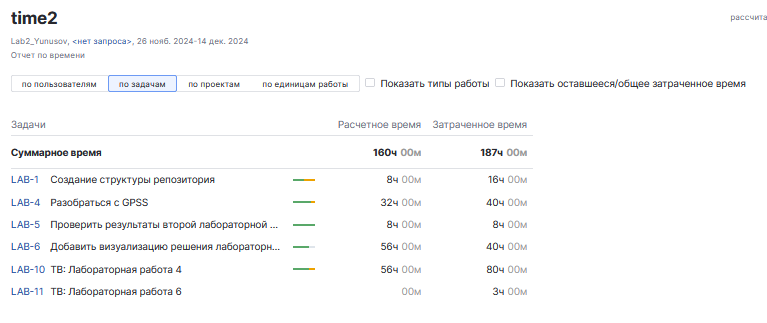 time2
рассчита
Lab2_Yunusov, <нет запроса>, 26 нояб. 2024-14 дек. 2024
Отчет по времени
по пользователям по задачам по проектам по единицам работы Показать типы работы Показать оставшееся/общее затраченное время
Задачи Расчетное время Затраченное время
Суммарное время 160ч 00м 187ч 00м
LAB-1 Создание структуры репозитория 8ч 00м 16ч 00м
LAB-4 Разобраться с GPSS 32ч 00м 40ч 00м
LAB-5 Проверить результаты второй лабораторной ... 8ч 00м 8ч 00м
LAB-6 Добавить визуализацию решения лабораторн... 56ч 00м 40ч 00м
LAB-10 ТВ: Лабораторная работа 4 56ч 00м 80ч 00м
LAB-11 ТВ: Лабораторная работа 6 00м 3ч 00м